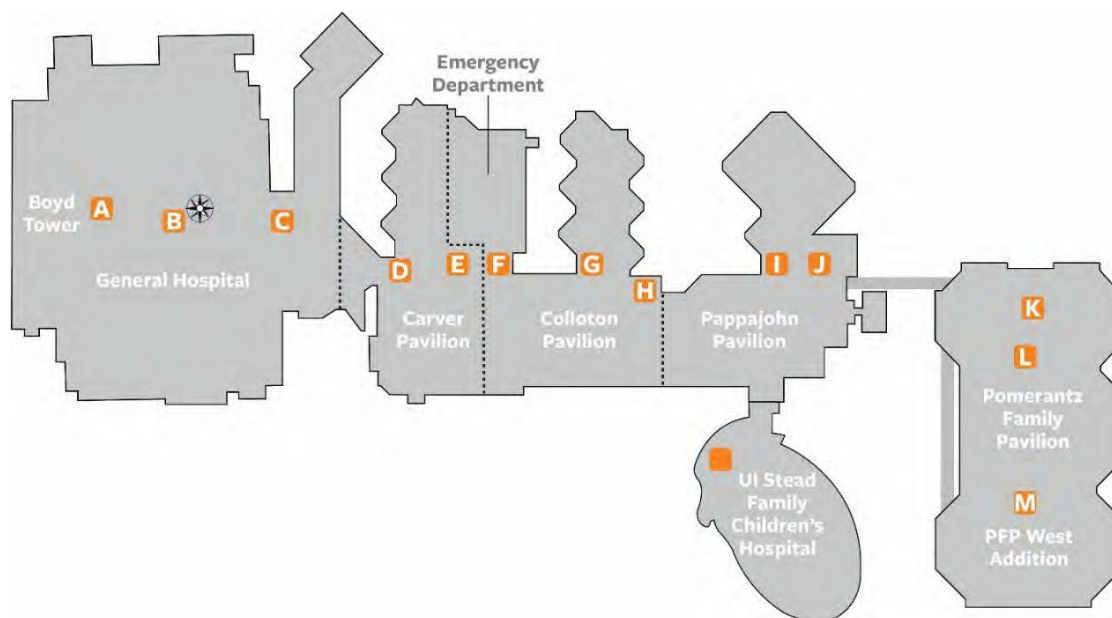 Emergency
Department
Boyd
Tower
A
B
C
General Hospital
D
E
F
G
H
I
J
Carver
Pavilion
Colloton
Pavilion
Pappajohn
Pavilion
K
L
Pomerantz
Family
Pavilion
M
PFP West
Addition
UI Stead
Family
Children's
Hospital